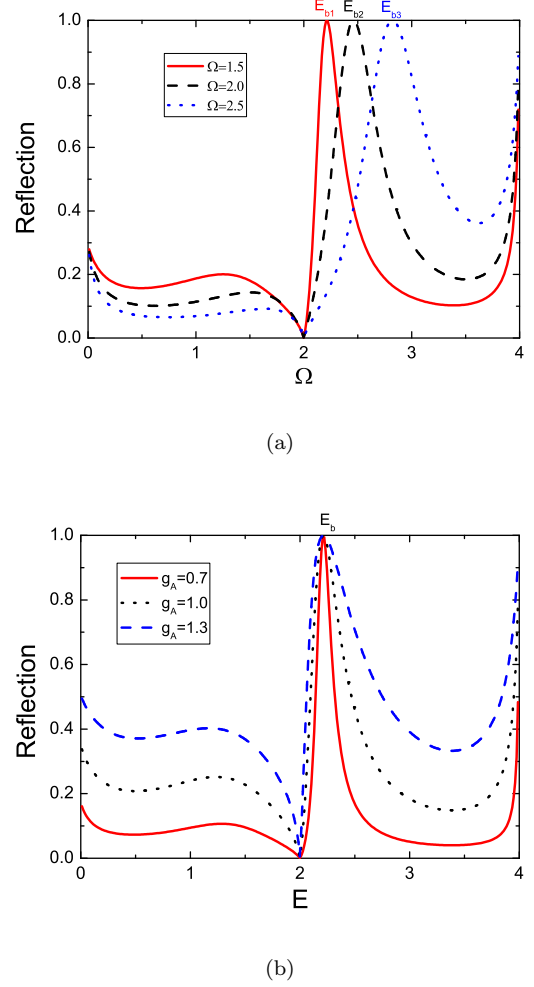 E_b1 E_b2 E_b3
1.0
0.8
0.6
0.4
0.2
0.0
Reflection
Ω=1.5
Ω=2.0
Ω=2.5
0 1 2 3 4
Ω
(a)
E_b
1.0
0.8
0.6
0.4
0.2
0.0
Reflection
g_A=0.7
g_A=1.0
g_A=1.3
0 1 2 3 4
E
(b)